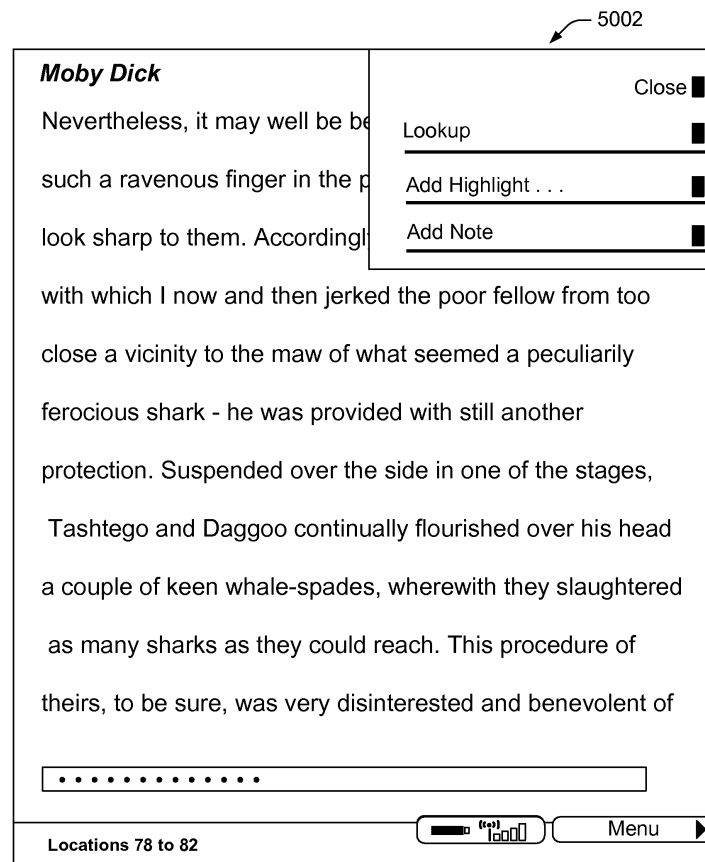 5002
Moby Dick
Close
Nevertheless, it may well be be
Lookup
such a ravenous finger in the p
Add Highlight . . .
look sharp to them. Accordingly
Add Note
with which I now and then jerked the poor fellow from too
close a vicinity to the maw of what seemed a peculiarily
ferocious shark - he was provided with still another
protection. Suspended over the side in one of the stages,
Tashtego and Daggoo continually flourished over his head
a couple of keen whale-spades, wherewith they slaughtered
as many sharks as they could reach. This procedure of
theirs, to be sure, was very disinterested and benevolent of
Menu
Locations 78 to 82